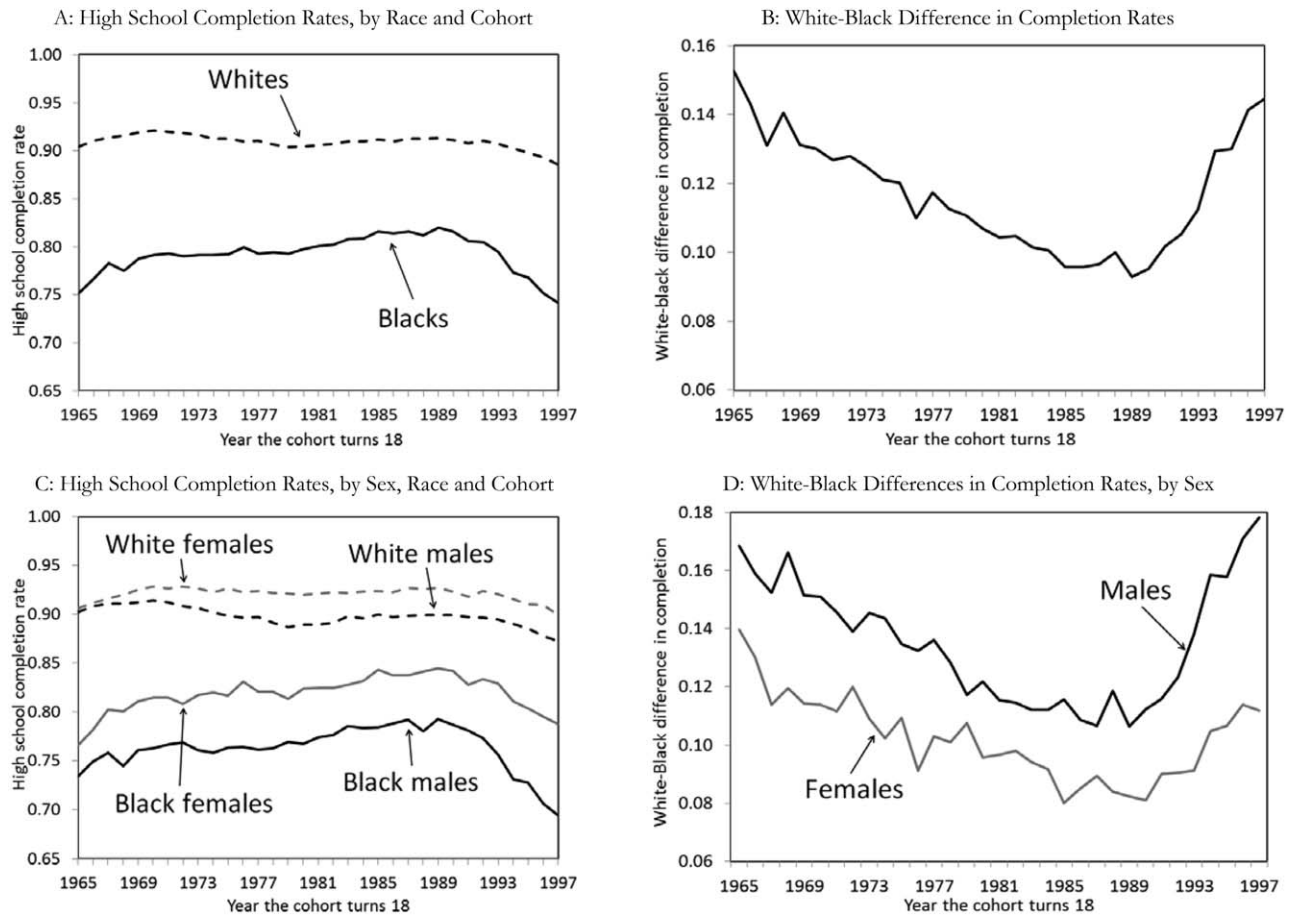 A: High School Completion Rates, by Race and Cohort
High school completion rate
1.00
0.95
0.90
0.85
0.80
0.75
0.70
0.65
Whites
Blacks
1965 1969 1973 1977 1981 1985 1989 1993 1997
Year the cohort turns 18
B: White-Black Difference in Completion Rates
White-black difference in completion
0.16
0.14
0.12
0.10
0.08
0.06
1965 1969 1973 1977 1981 1985 1989 1993 1997
Year the cohort turns 18
C: High School Completion Rates, by Sex, Race and Cohort
High school completion rate
1.00
0.95
0.90
0.85
0.80
0.75
0.70
0.65
White females
White males
Black females
Black males
1965 1969 1973 1977 1981 1985 1989 1993 1997
Year the cohort turns 18
D: White-Black Differences in Completion Rates, by Sex
White-Black difference in completion
0.18
0.16
0.14
0.12
0.10
0.08
0.06
Males
Females
1965 1969 1973 1977 1981 1985 1989 1993 1997
Year the cohort turns 18